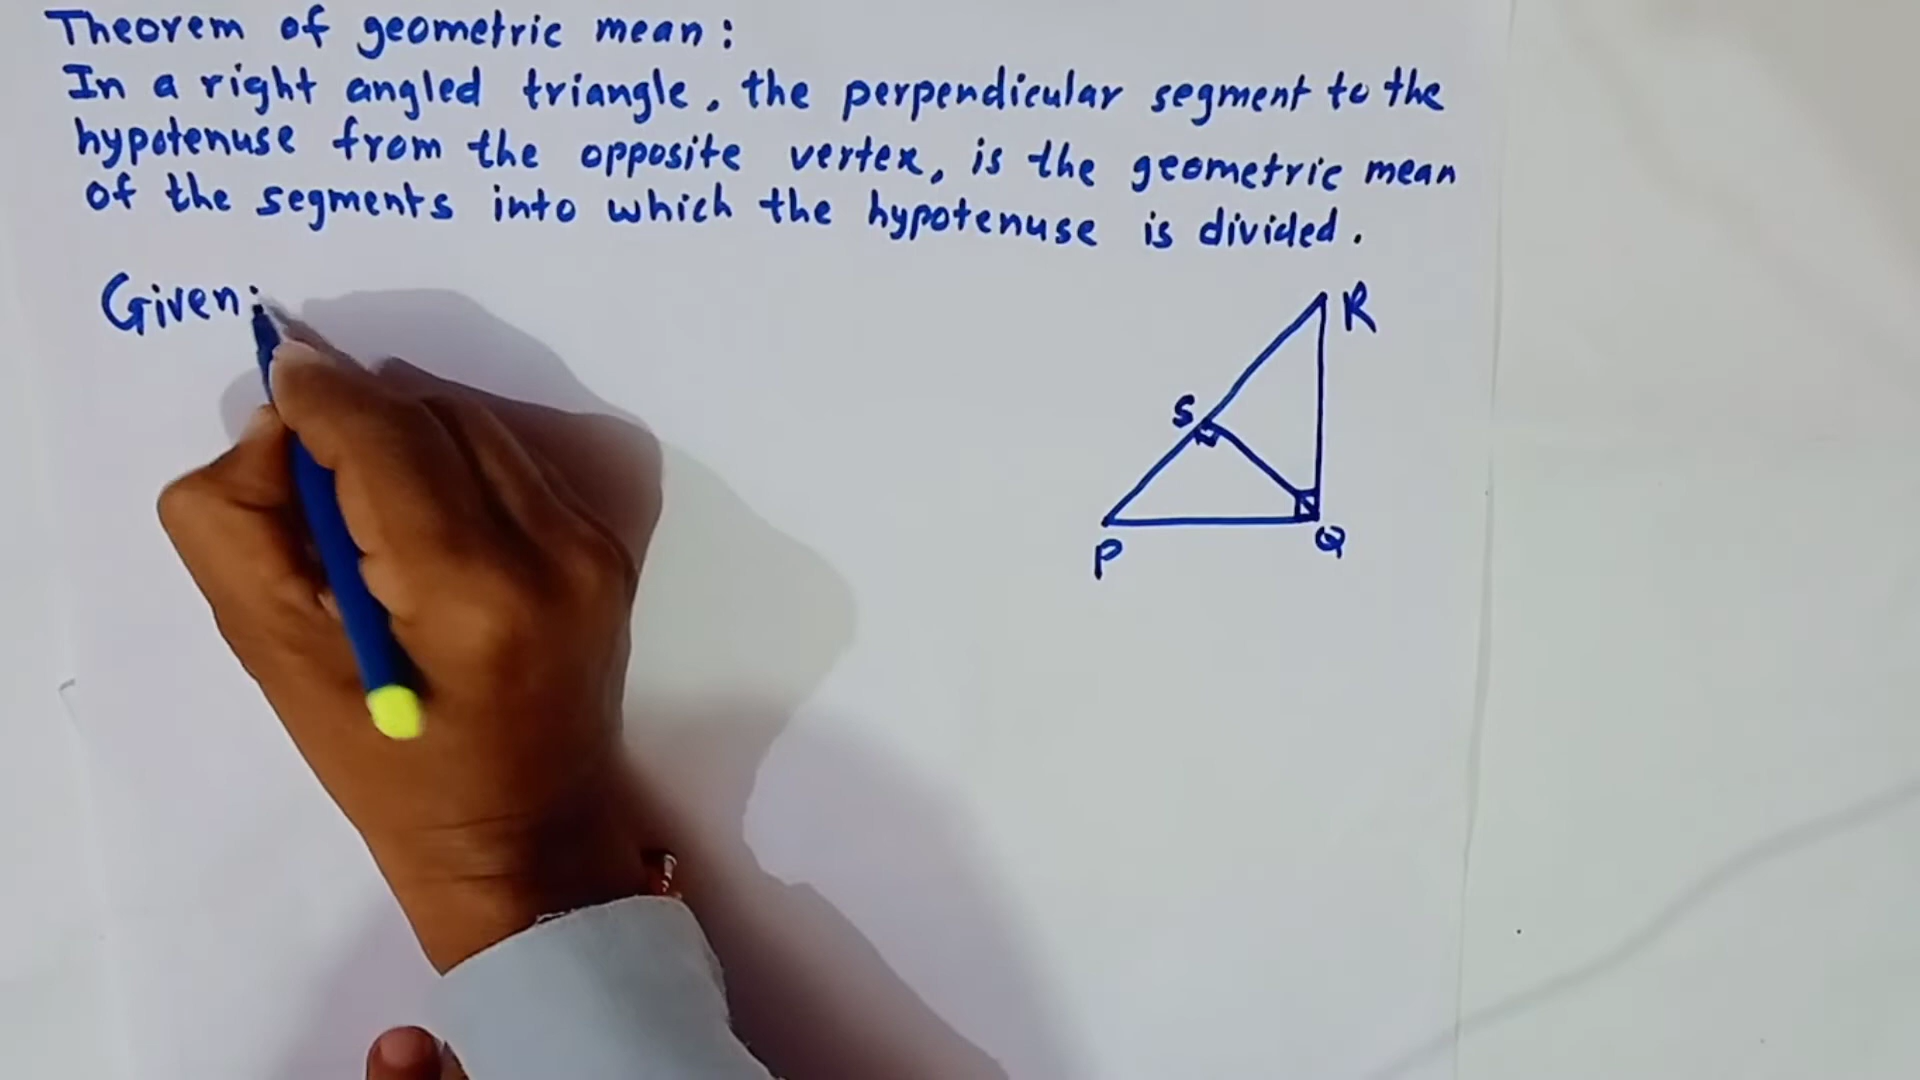 Theorem of geometric mean:
In a right angled triangle, the perpendicular segment to the
hypotenuse from the opposite vertex, is the geometric mean
of the segments into which the hypotenuse is divided.
Given:
R
S
P
Q